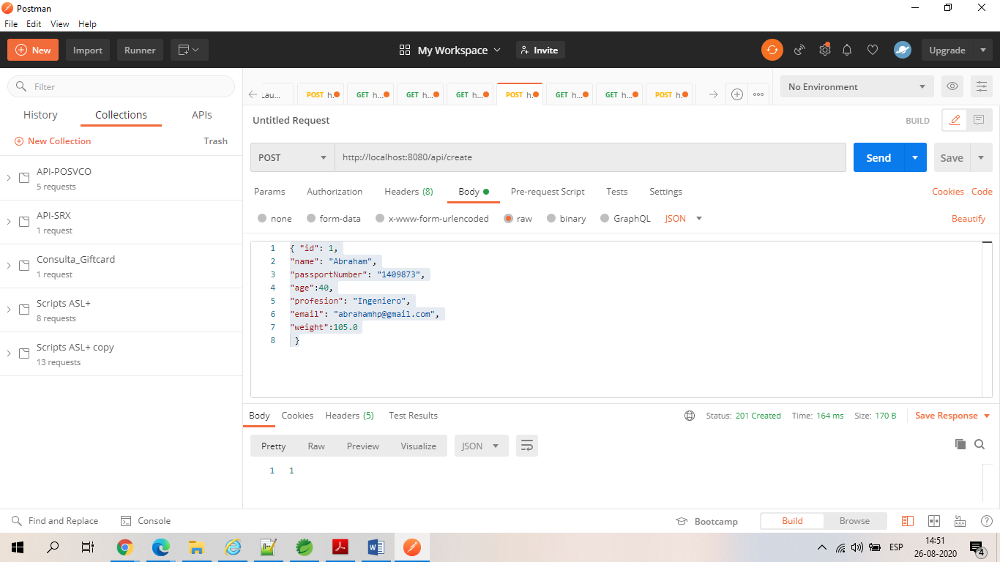 Postman
File Edit View Help
New Import Runner My Workspace Invite Upgrade
Filter
History Collections APIs
New Collection Trash
API-POSVCO
5 requests
API-SRX
1 request
Consulta_Giftcard
1 request
Scripts ASL+
8 requests
Scripts ASL+ copy
13 requests
Lau... POST h... GET h... GET h... GET h... POST h... GET h... GET h... POST h... No Environment
Untitled Request BUILD
POST http://localhost:8080/api/create Send Save
Params Authorization Headers (8) Body Pre-request Script Tests Settings Cookies Code
none form-data x-www-form-urlencoded raw binary GraphQL JSON Beautify
1 { "id": 1,
2 "name": "Abraham",
3 "passportNumber": "1409873",
4 "age":40,
5 "profesion": "Ingeniero",
6 "email": "abrahamhp@gmail.com",
7 "weight":105.0
8 }
Body Cookies Headers (5) Test Results Status: 201 Created Time: 164 ms Size: 170 B Save Response
Pretty Raw Preview Visualize JSON
1 1
Find and Replace Console Bootcamp Build Browse
ESP 14:51
26-08-2020 4